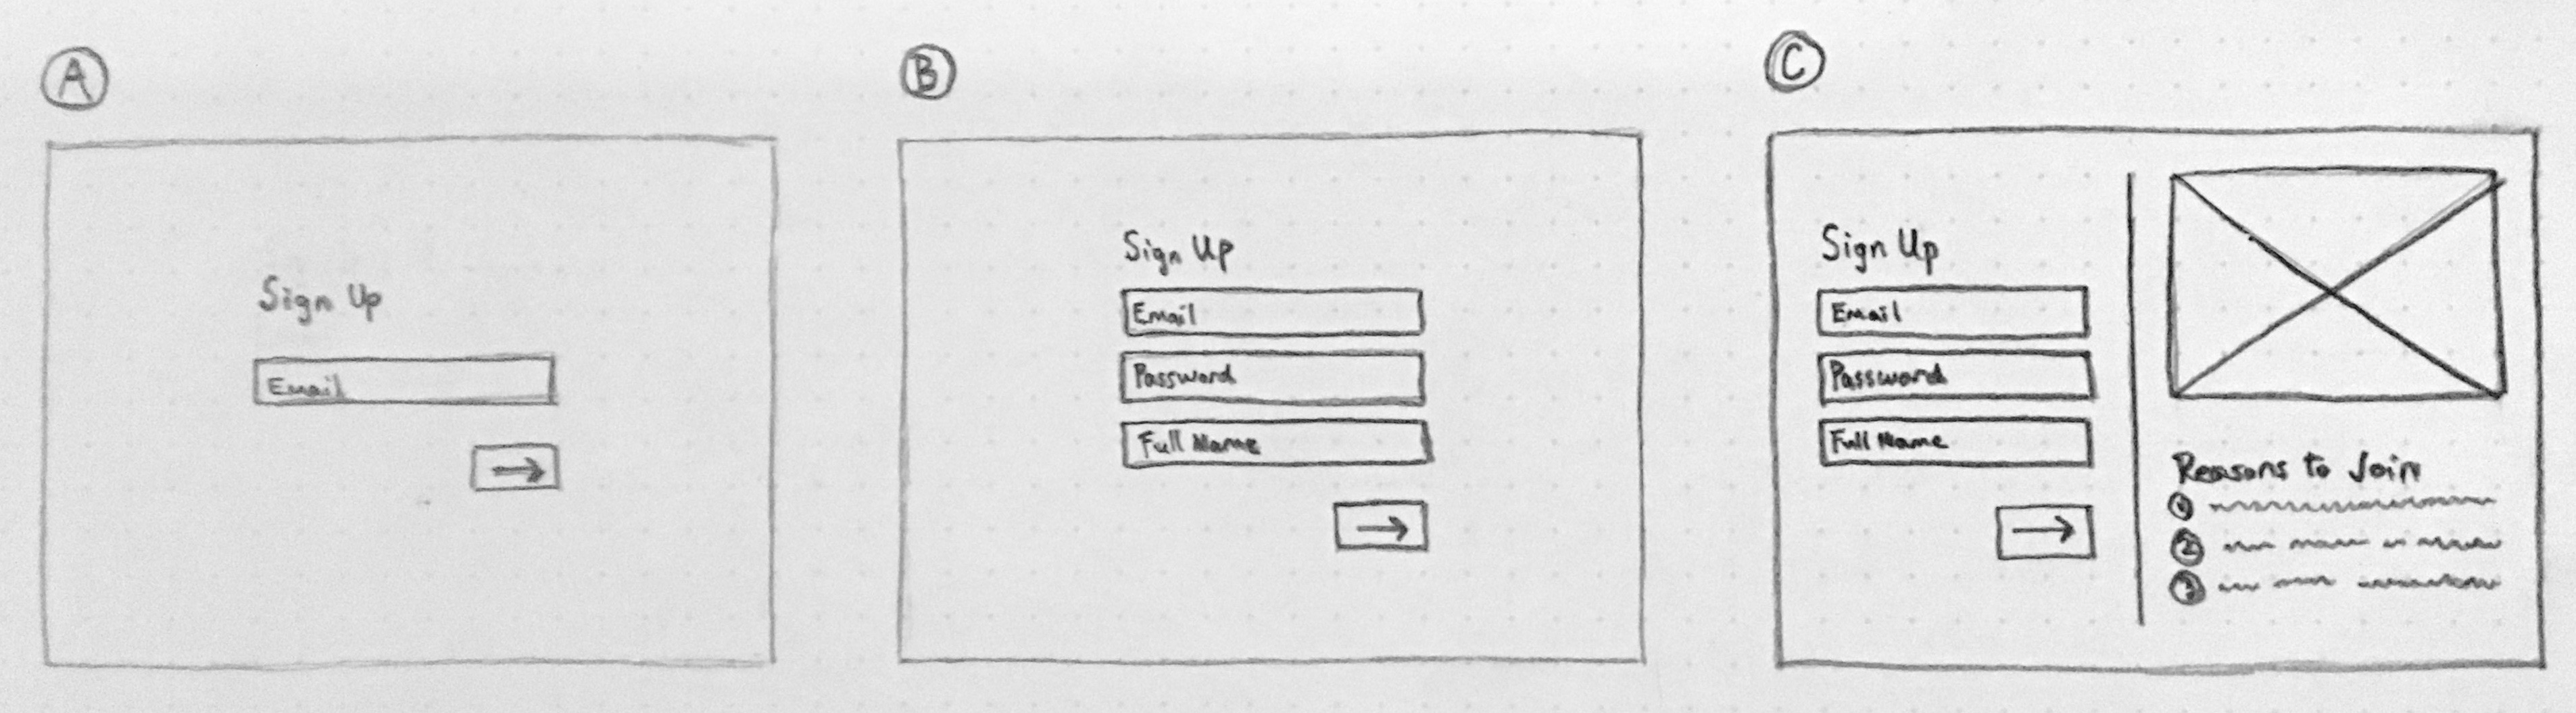 A
Sign Up
Email
B
Sign Up
Email
Password
Full Name
C
Sign Up
Email
Password
Full Name
Reasons to Join
1
2
3